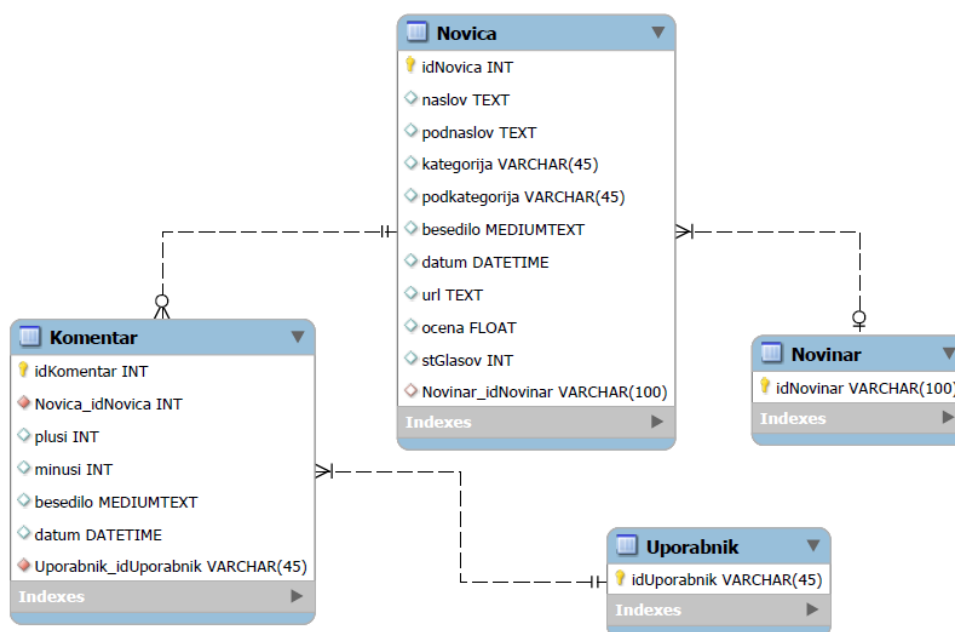 Novica
idNovica INT
naslov TEXT
podnaslov TEXT
kategorija VARCHAR(45)
podkategorija VARCHAR(45)
besedilo MEDIUMTEXT
datum DATETIME
url TEXT
ocena FLOAT
stGlasov INT
Novinar_idNovinar VARCHAR(100)
Indexes
Komentar
idKomentar INT
Novica_idNovica INT
plusi INT
minusi INT
besedilo MEDIUMTEXT
datum DATETIME
Uporabnik_idUporabnik VARCHAR(45)
Indexes
Novinar
idNovinar VARCHAR(100)
Indexes
Uporabnik
idUporabnik VARCHAR(45)
Indexes